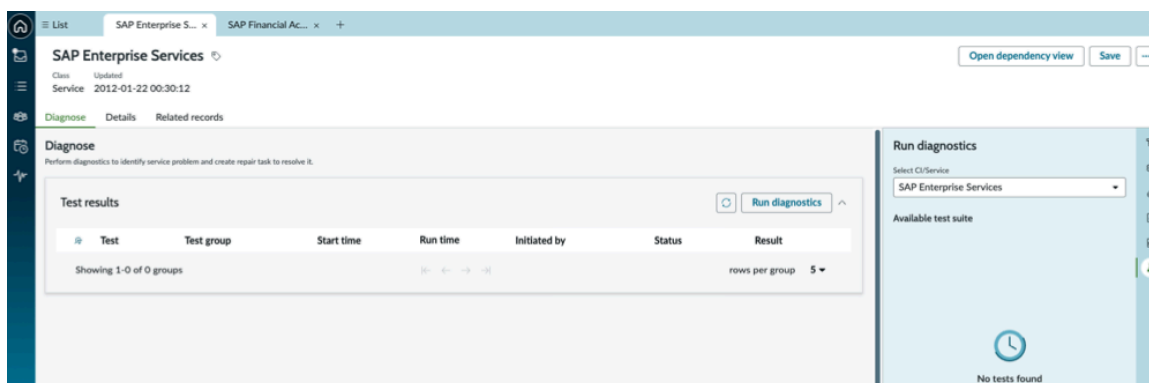 List
SAP Enterprise S... ×
SAP Financial Ac... ×
+
SAP Enterprise Services
Open dependency view
Save
Class Updated
Service 2012-01-22 00:30:12
Diagnose Details Related records
Diagnose
Perform diagnostics to identify service problem and create repair task to resolve it.
Test results
Run diagnostics
Test Test group Start time Run time Initiated by Status Result
Showing 1-0 of 0 groups
rows per group 5
Run diagnostics
Select CI/Service
SAP Enterprise Services
Available test suite
No tests found